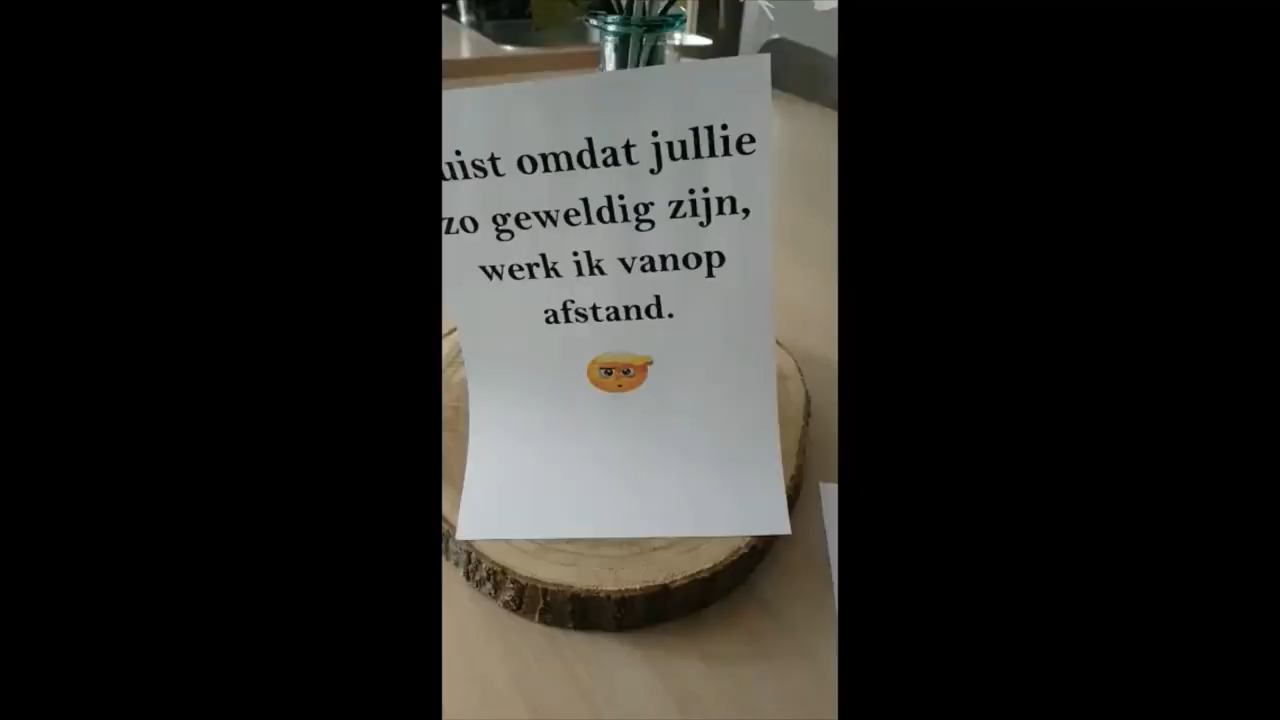 uist omdat jullie
zo geweldig zijn,
werk ik vanop
afstand.